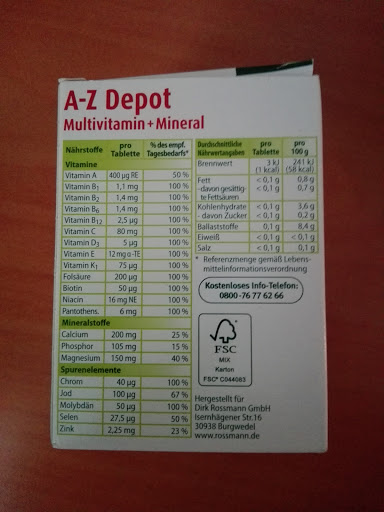 A-Z Depot
Multivitamin+Mineral
Nährstoffe pro Tablette % des empf. Tagesbedarfs*
Vitamine
Vitamin A 400 µg RE 50 %
Vitamin B1 1,1 mg 100 %
Vitamin B2 1,4 mg 100 %
Vitamin B6 1,4 mg 100 %
Vitamin B12 2,5 µg 100 %
Vitamin C 80 mg 100 %
Vitamin D3 5 µg 100 %
Vitamin E 12 mg α-TE 100 %
Vitamin K1 75 µg 100 %
Folsäure 200 µg 100 %
Biotin 50 µg 100 %
Niacin 16 mg NE 100 %
Pantothens. 6 mg 100 %
Mineralstoffe
Calcium 200 mg 25 %
Phosphor 105 mg 15 %
Magnesium 150 mg 40 %
Spurenelemente
Chrom 40 µg 100 %
Jod 100 µg 67 %
Molybdän 50 µg 100 %
Selen 27,5 µg 50 %
Zink 2,25 mg 23 %
Durchschnittliche Nährwertangaben pro Tablette pro 100 g
Brennwert 3 kJ 241 kJ
(1 kcal) (58 kcal)
Fett < 0,1 g 0,8 g
-davon gesättig- < 0,1 g 0,7 g
te Fettsäuren
Kohlenhydrate < 0,1 g 3,6 g
- davon Zucker < 0,1 g 0,2 g
Ballaststoffe 0,1 g 8,4 g
Eiweiß < 0,1 g < 0,1 g
Salz < 0,1 g 0,1 g
* Referenzmenge gemäß Lebens-
mittelinformationsverordnung
Kostenloses Info-Telefon:
0800-76 77 62 66
FSC
MIX
Karton
FSC® C044083
Hergestellt für
Dirk Rossmann GmbH
Isernhägener Str.16
30938 Burgwedel
www.rossmann.de